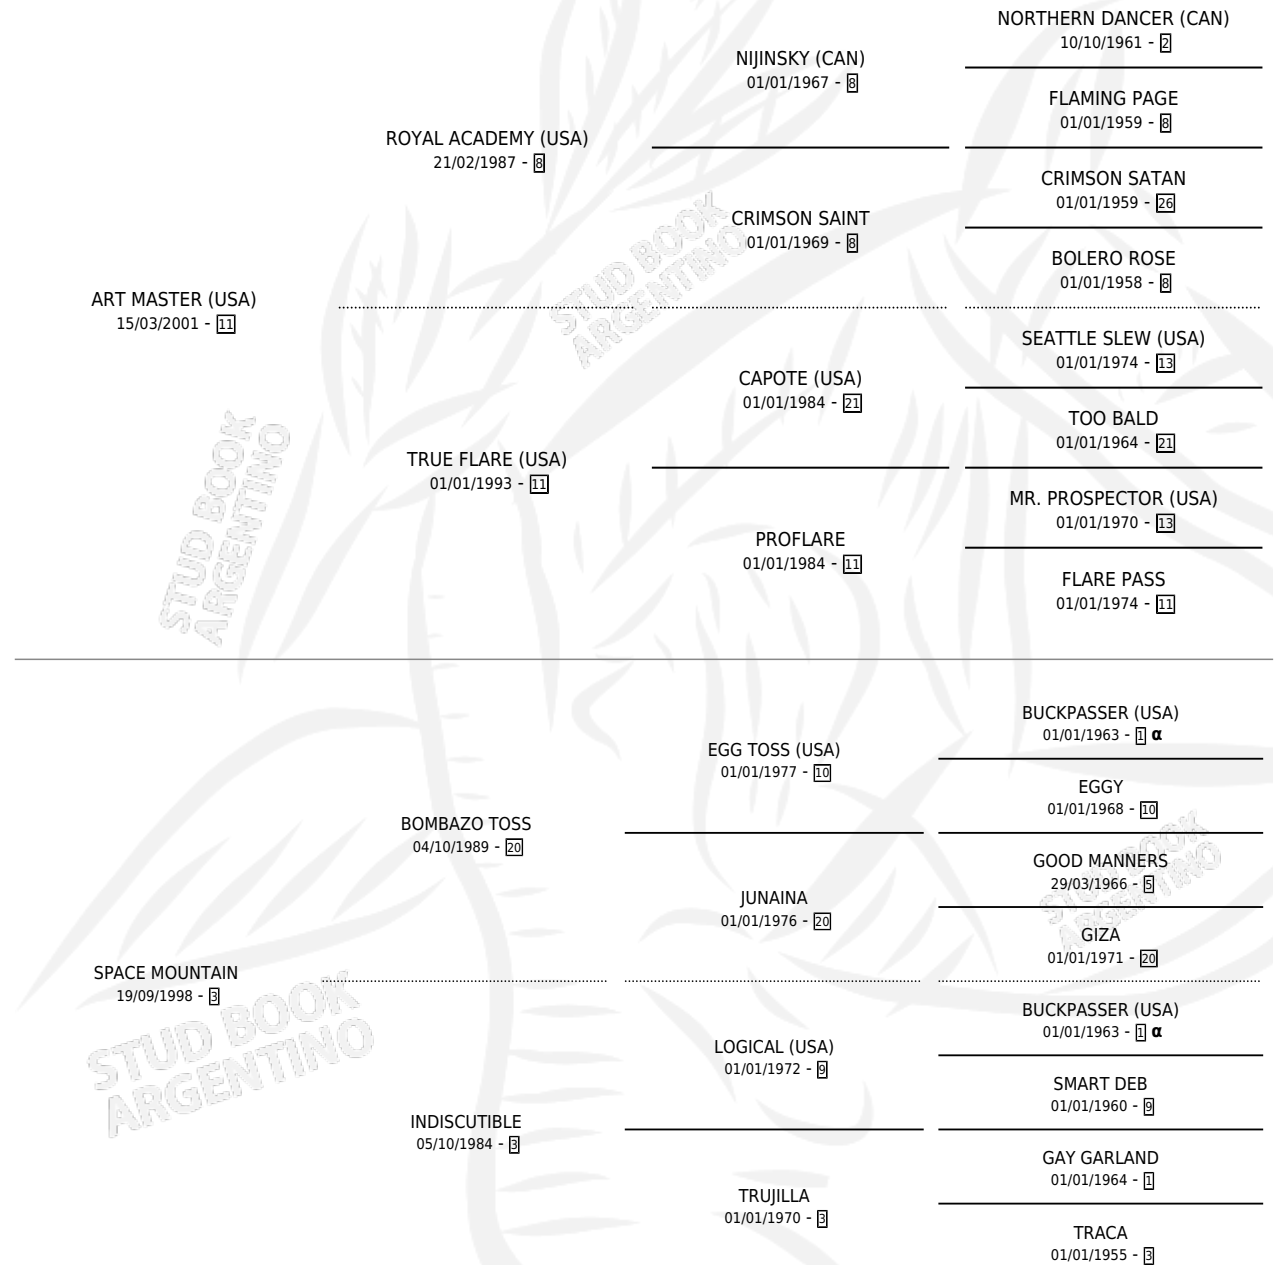 NORTHERN DANCER (CAN)
10/10/1961 - 2
NIJINSKY (CAN)
01/01/1967 - 8
FLAMING PAGE
01/01/1959 - 8
ROYAL ACADEMY (USA)
21/02/1987 - 8
CRIMSON SATAN
01/01/1959 - 26
CRIMSON SAINT
01/01/1969 - 8
BOLERO ROSE
01/01/1958 - 8
ART MASTER (USA)
15/03/2001 - 11
SEATTLE SLEW (USA)
01/01/1974 - 13
CAPOTE (USA)
01/01/1984 - 21
TOO BALD
01/01/1964 - 21
TRUE FLARE (USA)
01/01/1993 - 11
MR. PROSPECTOR (USA)
01/01/1970 - 13
PROFLARE
01/01/1984 - 11
FLARE PASS
01/01/1974 - 11
BUCKPASSER (USA)
01/01/1963 - 1 α
EGG TOSS (USA)
01/01/1977 - 10
EGGY
01/01/1968 - 10
BOMBAZO TOSS
04/10/1989 - 20
GOOD MANNERS
29/03/1966 - 5
JUNAINA
01/01/1976 - 20
GIZA
01/01/1971 - 20
SPACE MOUNTAIN
19/09/1998 - 3
BUCKPASSER (USA)
01/01/1963 - 1 α
LOGICAL (USA)
01/01/1972 - 9
SMART DEB
01/01/1960 - 9
INDISCUTIBLE
05/10/1984 - 3
GAY GARLAND
01/01/1964 - 1
TRUJILLA
01/01/1970 - 3
TRACA
01/01/1955 - 3
STUD BOOK
ARGENTINO
STUD BOOK
ARGENTINO
STUD BOOK
ARGENTINO
STUD BOOK
ARGENTINO